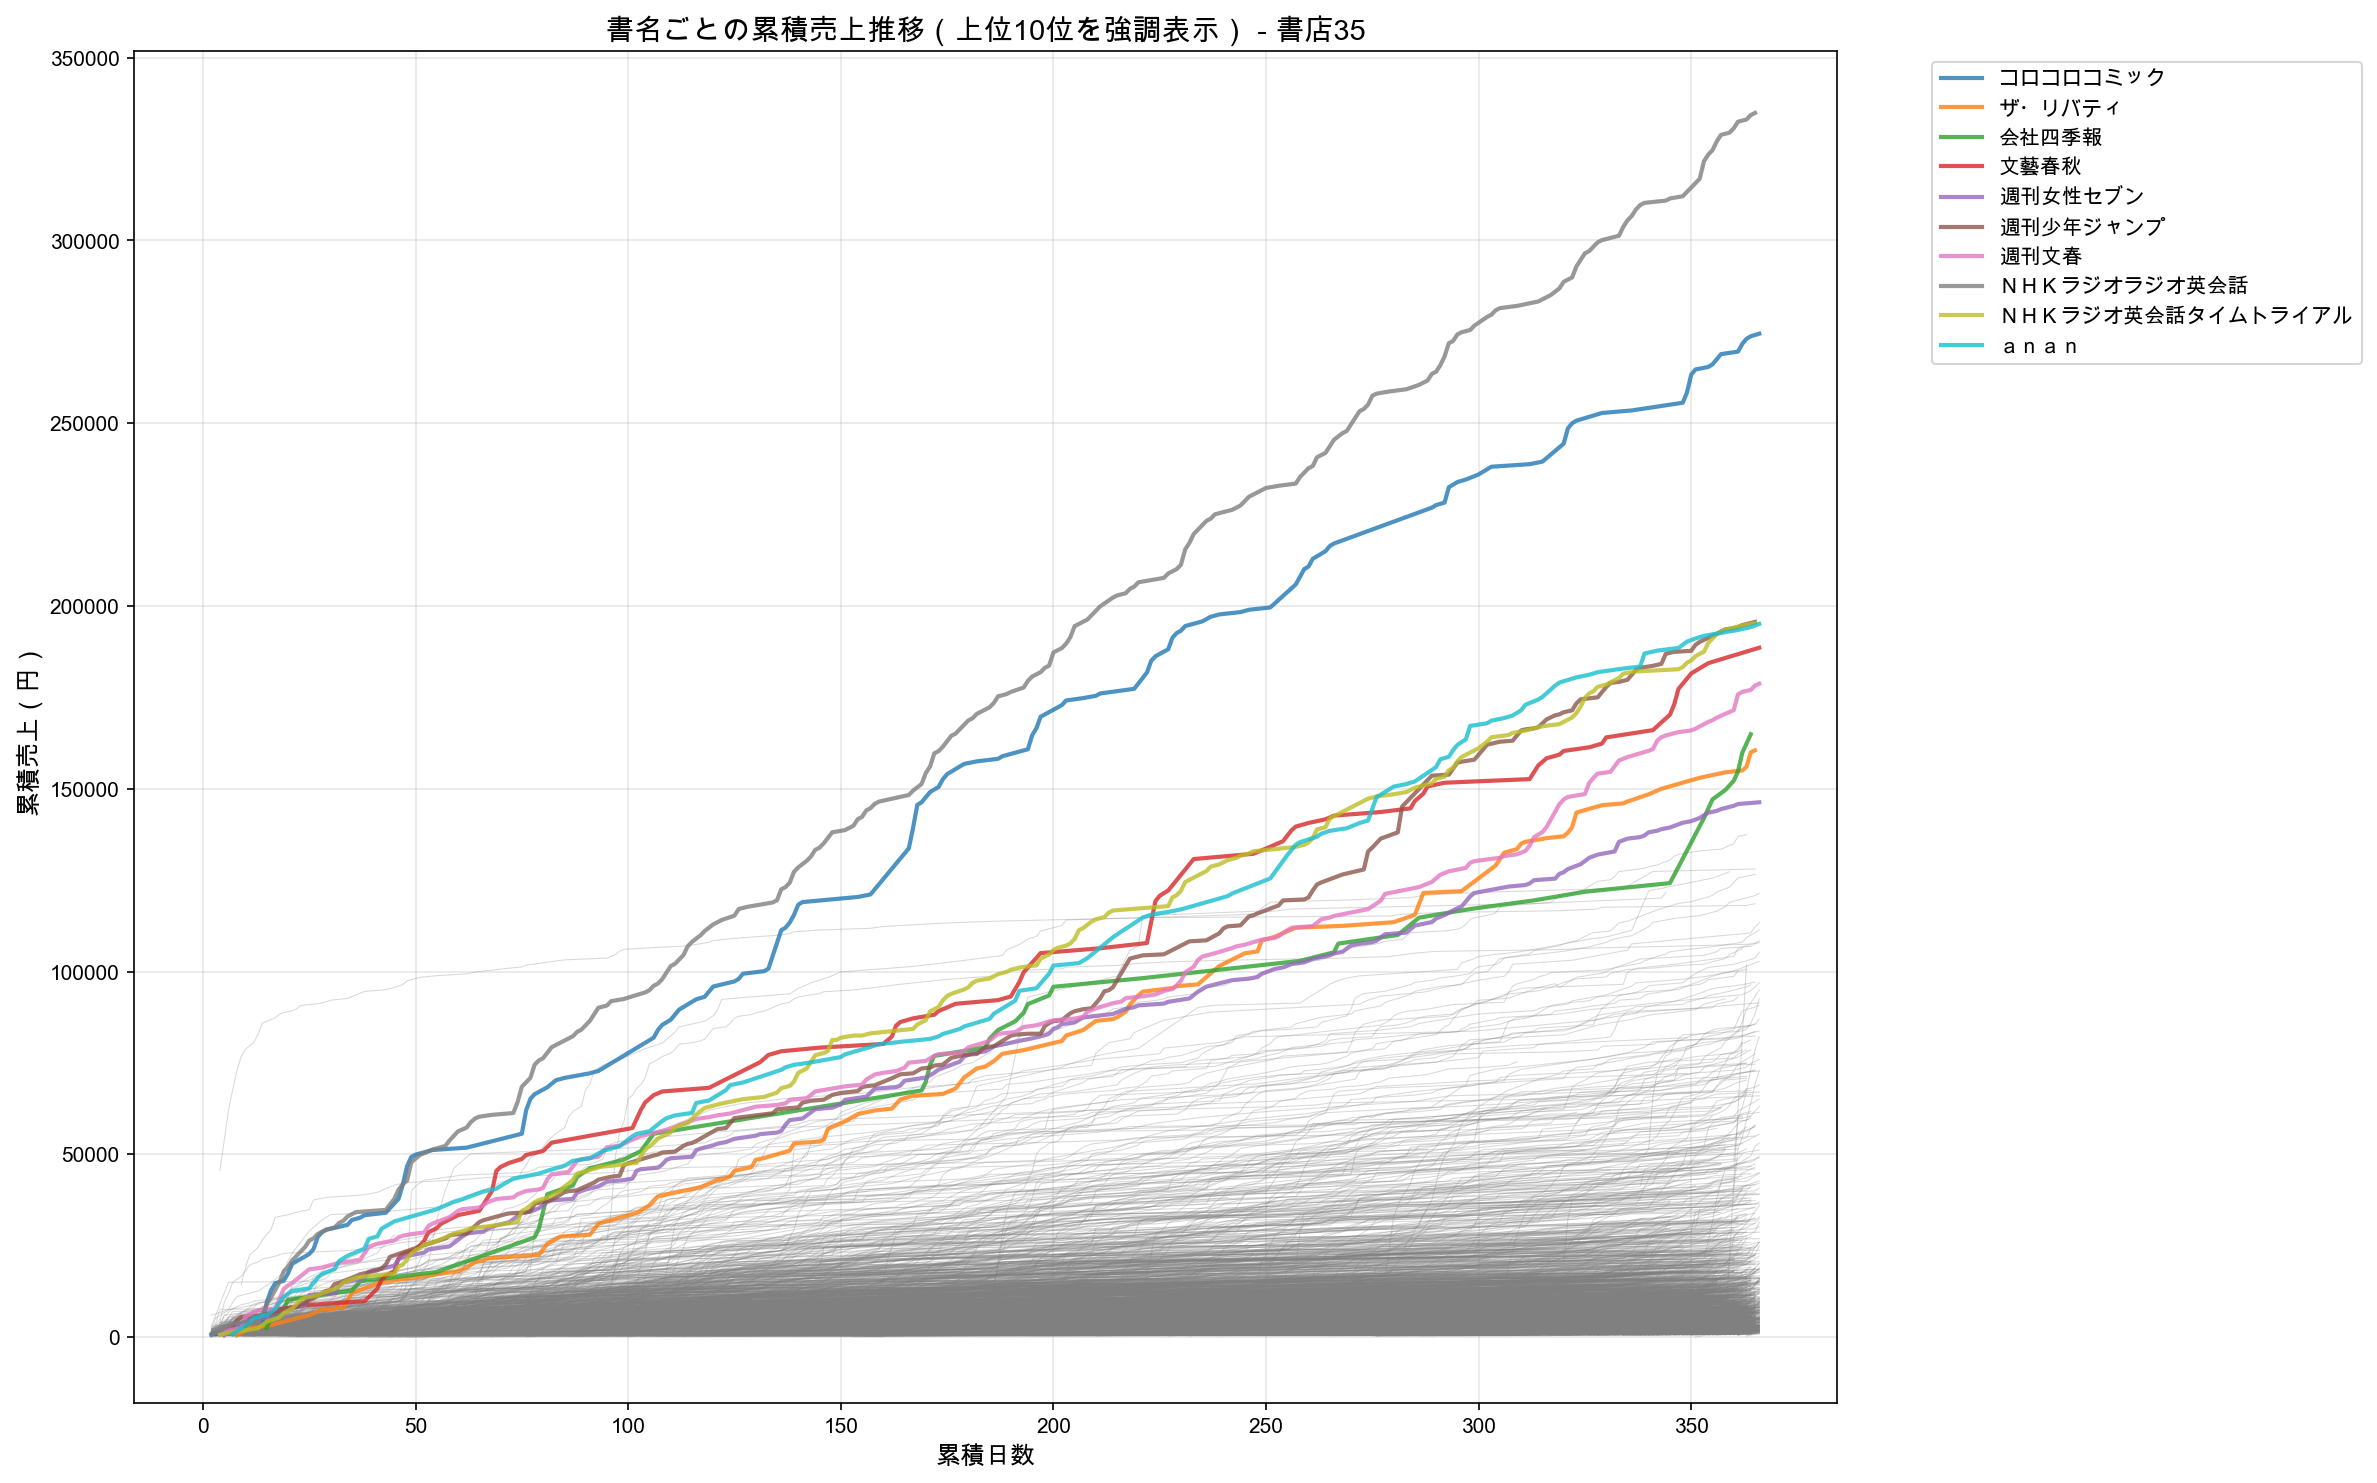 書名ごとの累積売上推移（上位10位を強調表示） - 書店35
350000
300000
250000
200000
150000
100000
50000
0
累積売上（円）
0 50 100 150 200 250 300 350
累積日数
コロコロコミック
ザ・リバティ
会社四季報
文藝春秋
週刊女性セブン
週刊少年ジャンプ
週刊文春
ＮＨＫラジオラジオ英会話
ＮＨＫラジオ英会話タイムトライアル
ａｎａｎ